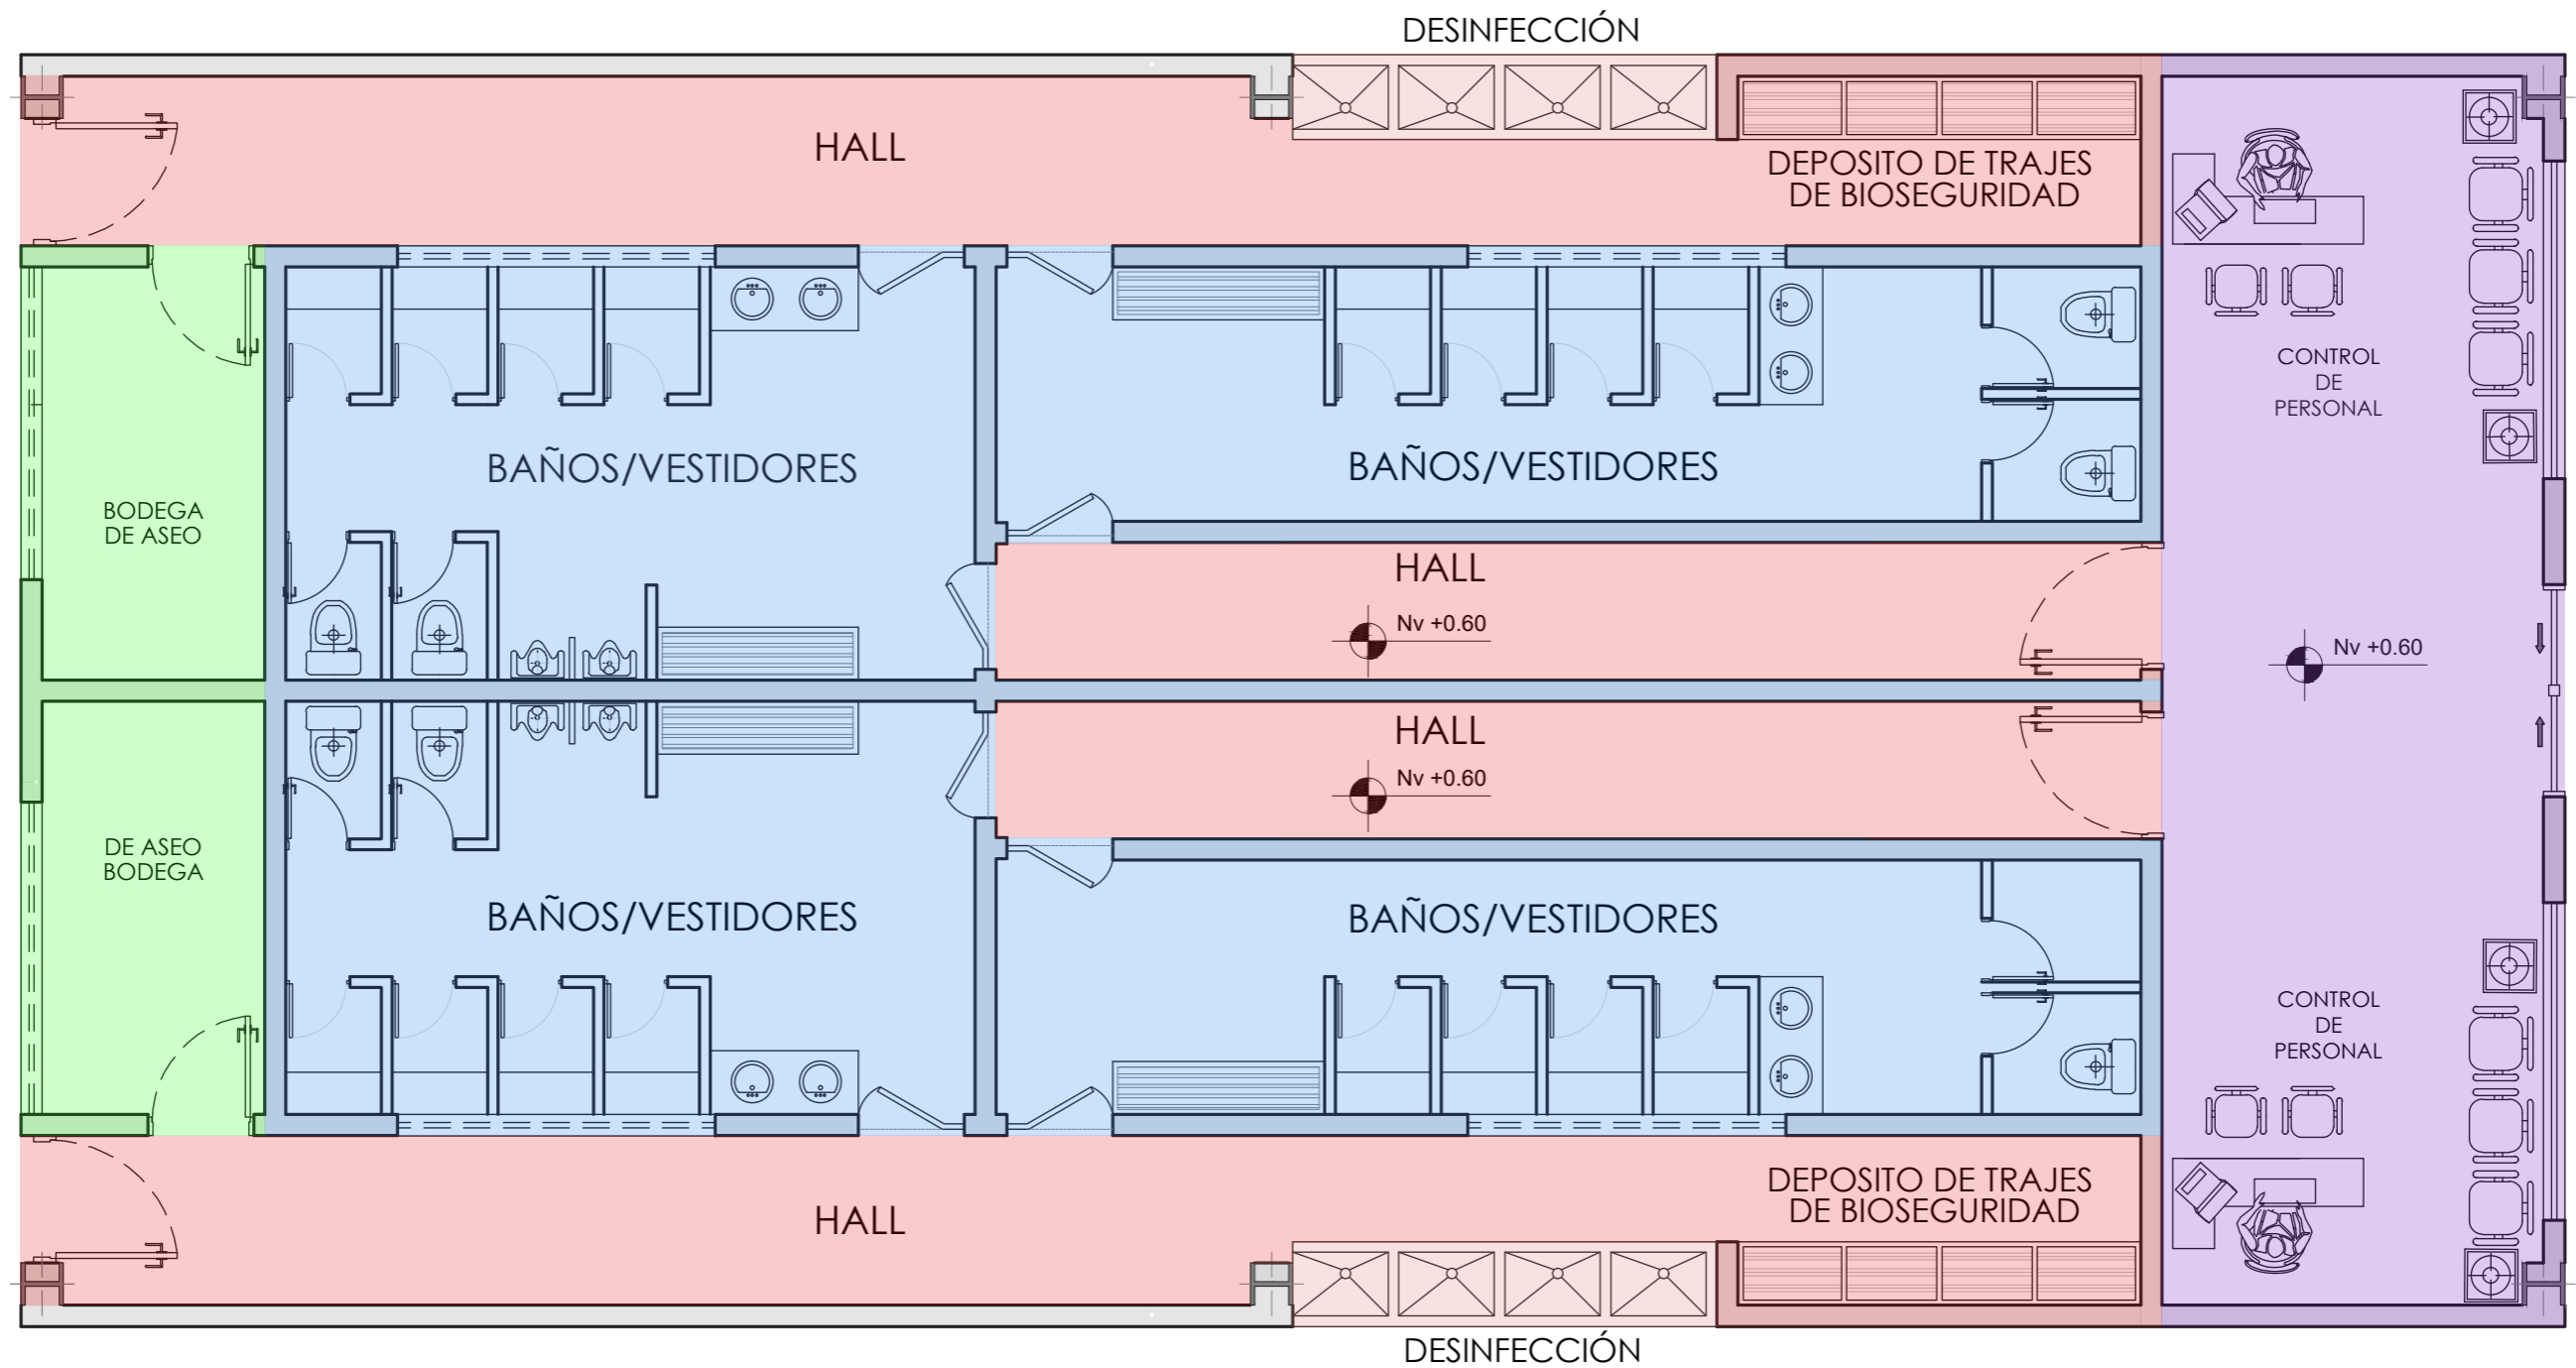 DESINFECCIÓN
HALL
DEPOSITO DE TRAJES
DE BIOSEGURIDAD
CONTROL
DE
PERSONAL
BAÑOS/VESTIDORES
BAÑOS/VESTIDORES
BODEGA
DE ASEO
HALL
Nv +0.60
Nv +0.60
HALL
Nv +0.60
DE ASEO
BODEGA
BAÑOS/VESTIDORES
BAÑOS/VESTIDORES
CONTROL
DE
PERSONAL
DEPOSITO DE TRAJES
DE BIOSEGURIDAD
HALL
DESINFECCIÓN